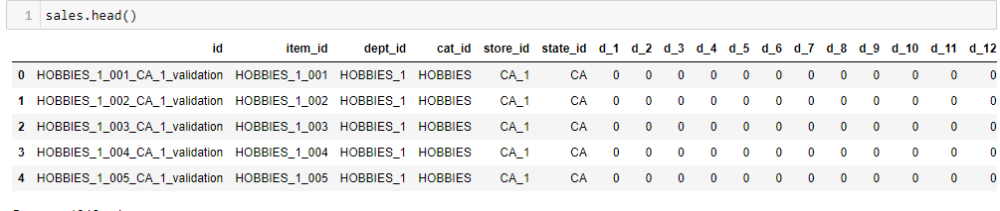 1 sales.head()
id item_id dept_id cat_id store_id state_id d_1 d_2 d_3 d_4 d_5 d_6 d_7 d_8 d_9 d_10 d_11 d_12
0 HOBBIES_1_001_CA_1_validation HOBBIES_1_001 HOBBIES_1 HOBBIES CA_1 CA 0 0 0 0 0 0 0 0 0 0 0 0
1 HOBBIES_1_002_CA_1_validation HOBBIES_1_002 HOBBIES_1 HOBBIES CA_1 CA 0 0 0 0 0 0 0 0 0 0 0 0
2 HOBBIES_1_003_CA_1_validation HOBBIES_1_003 HOBBIES_1 HOBBIES CA_1 CA 0 0 0 0 0 0 0 0 0 0 0 0
3 HOBBIES_1_004_CA_1_validation HOBBIES_1_004 HOBBIES_1 HOBBIES CA_1 CA 0 0 0 0 0 0 0 0 0 0 0 0
4 HOBBIES_1_005_CA_1_validation HOBBIES_1_005 HOBBIES_1 HOBBIES CA_1 CA 0 0 0 0 0 0 0 0 0 0 0 0